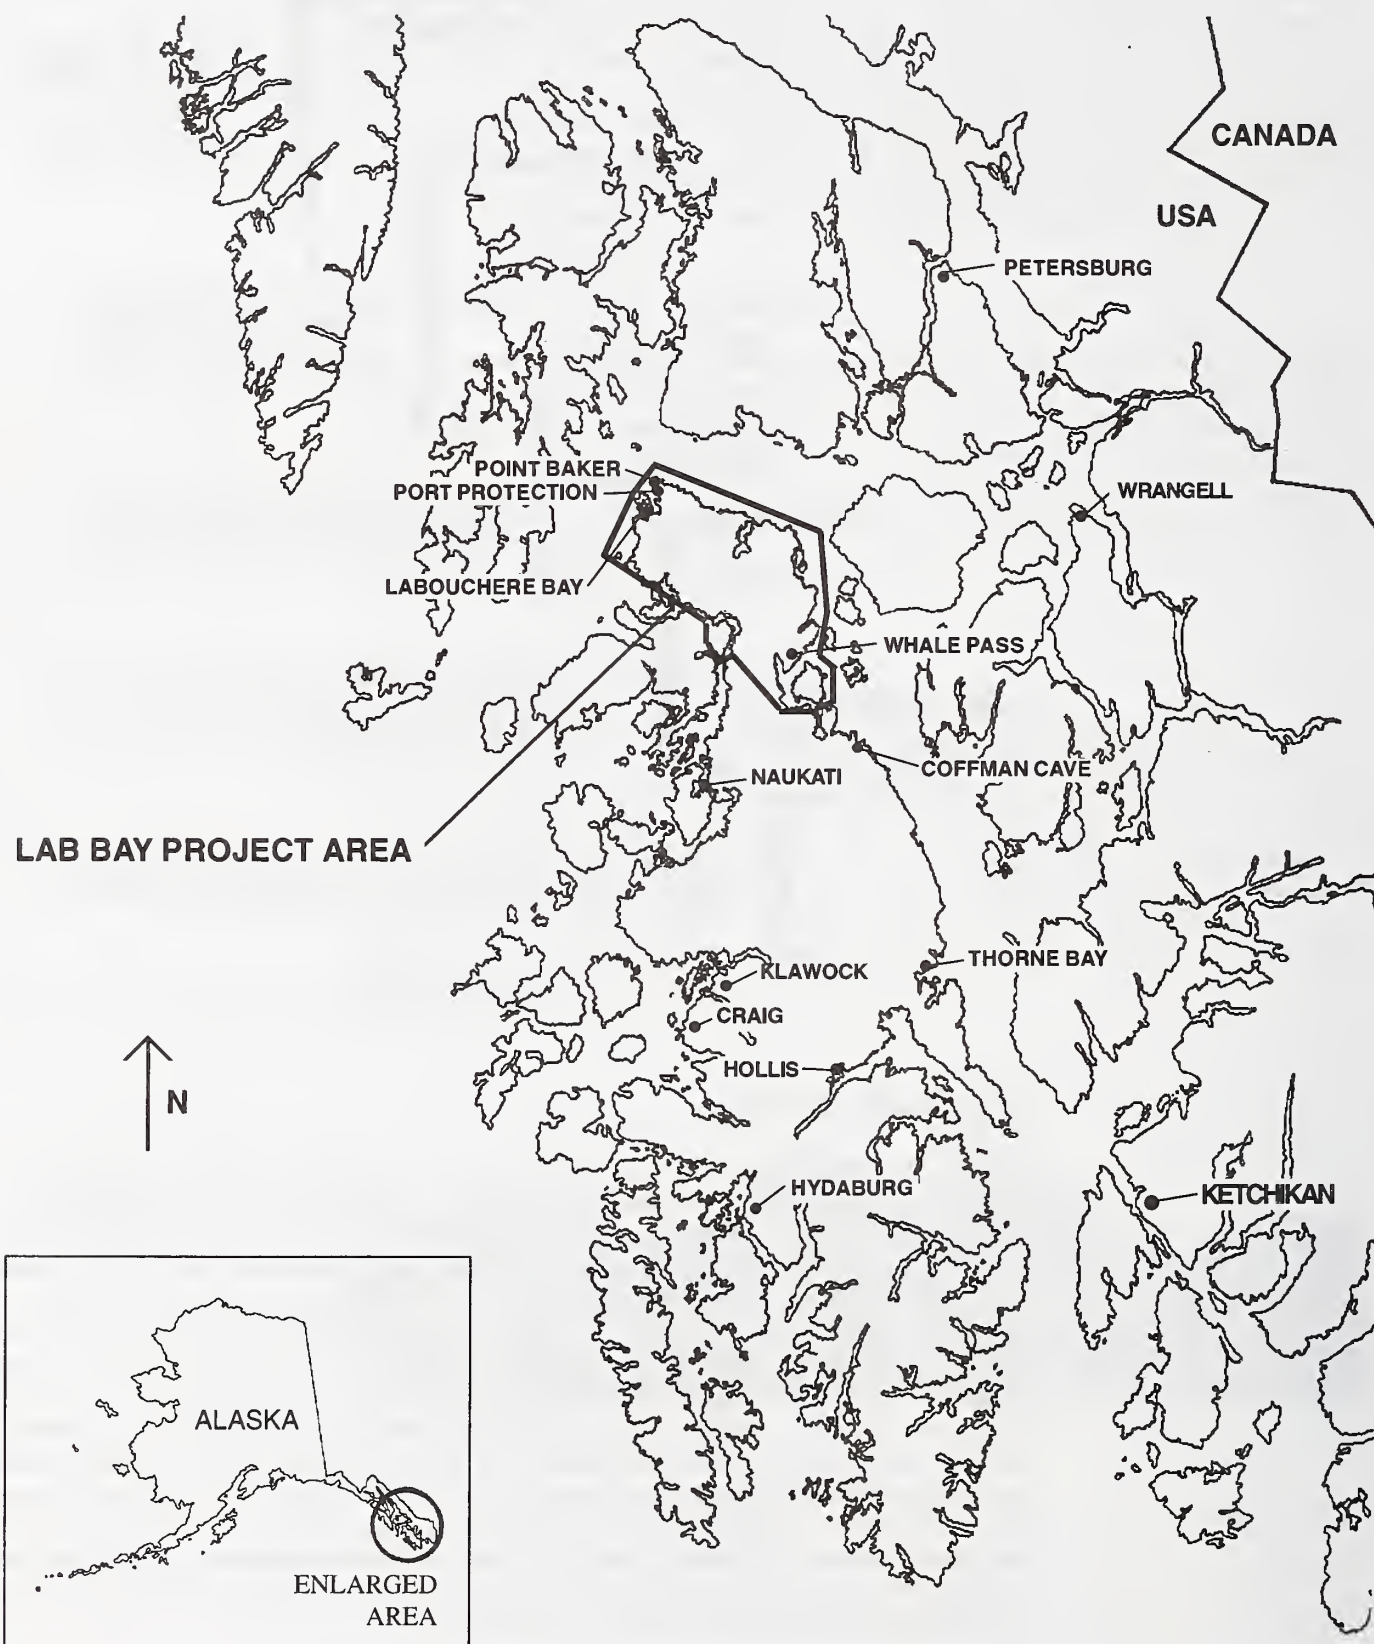 CANADA
USA
PETERSBURG
POINT BAKER
PORT PROTECTION
WRANGELL
LABOUCHERE BAY
WHALE PASS
COFFMAN CAVE
NAUKATI
LAB BAY PROJECT AREA
THORNE BAY
KLAWOCK
CRAIG
HOLLIS
N
HYDABURG
KETCHIKAN
ALASKA
ENLARGED
AREA